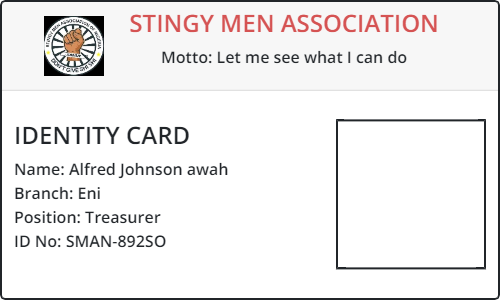 STINGY MEN ASSOCIATION
Motto: Let me see what I can do
IDENTITY CARD
Name: Alfred Johnson awah
Branch: Eni
Position: Treasurer
ID No: SMAN-892SO